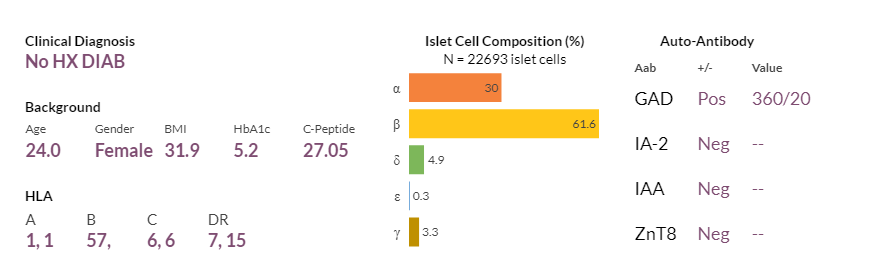 Clinical Diagnosis
No HX DIAB
Background
Age Gender BMI HbA1c C-Peptide
24.0 Female 31.9 5.2 27.05
HLA
A B C DR
1, 1 57, 6, 6 7, 15
Islet Cell Composition (%)
N = 22693 islet cells
α 30
β 61.6
δ 4.9
ε 0.3
γ 3.3
Auto-Antibody
Aab +/- Value
GAD Pos 360/20
IA-2 Neg --
IAA Neg --
ZnT8 Neg --